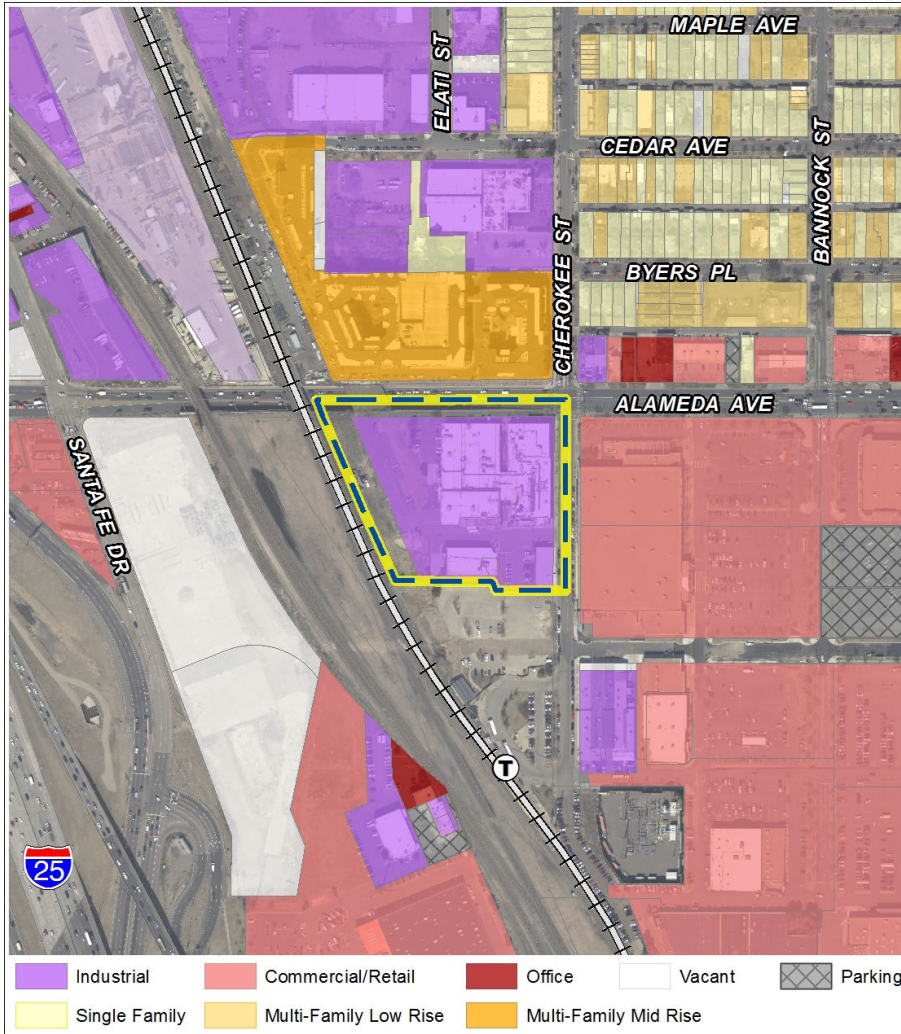 MAPLE AVE
ELATI ST
CEDAR AVE
BANNOCK ST
BYERS PL
CHEROKEE ST
ALAMEDA AVE
SANTA FE DR
T
25
Industrial
Commercial/Retail
Office
Vacant
Parking
Single Family
Multi-Family Low Rise
Multi-Family Mid Rise